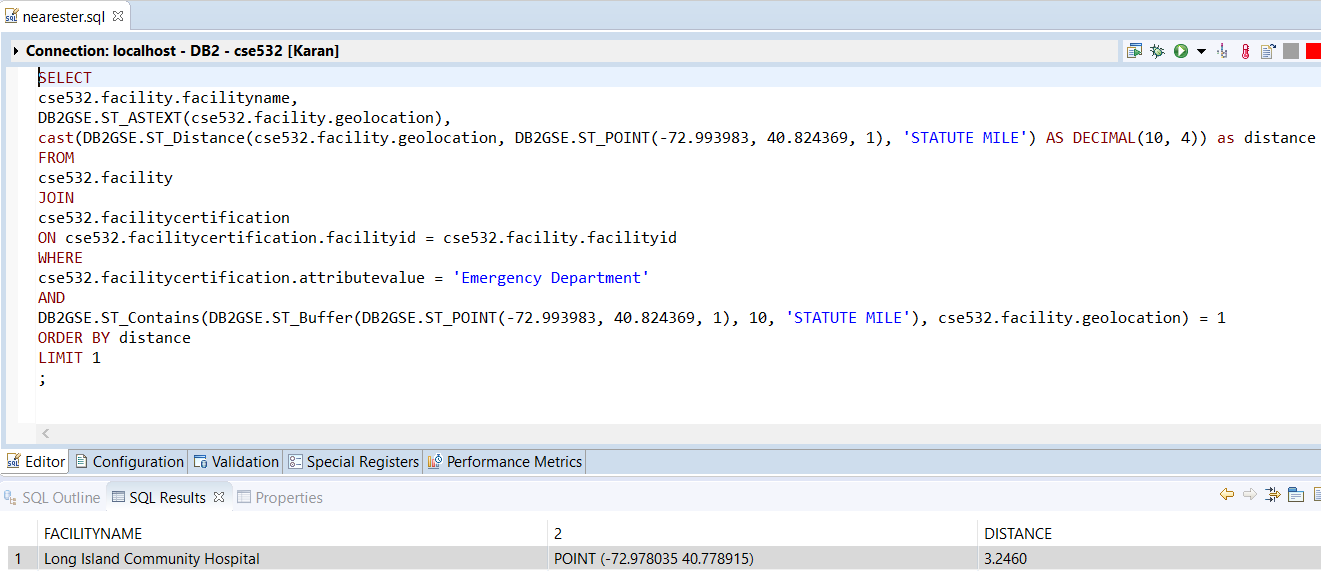 nearester.sql
Connection: localhost - DB2 - cse532 [Karan]
SELECT
cse532.facility.facilityname,
DB2GSE.ST_ASTEXT(cse532.facility.geolocation),
cast(DB2GSE.ST_Distance(cse532.facility.geolocation, DB2GSE.ST_POINT(-72.993983, 40.824369, 1), 'STATUTE MILE') AS DECIMAL(10, 4)) as distance
FROM
cse532.facility
JOIN
cse532.facilitycertification
ON cse532.facilitycertification.facilityid = cse532.facility.facilityid
WHERE
cse532.facilitycertification.attributevalue = 'Emergency Department'
AND
DB2GSE.ST_Contains(DB2GSE.ST_Buffer(DB2GSE.ST_POINT(-72.993983, 40.824369, 1), 10, 'STATUTE MILE'), cse532.facility.geolocation) = 1
ORDER BY distance
LIMIT 1
;
Editor Configuration Validation Special Registers Performance Metrics
SQL Outline SQL Results Properties
FACILITYNAME 2 DISTANCE
1 Long Island Community Hospital POINT (-72.978035 40.778915) 3.2460